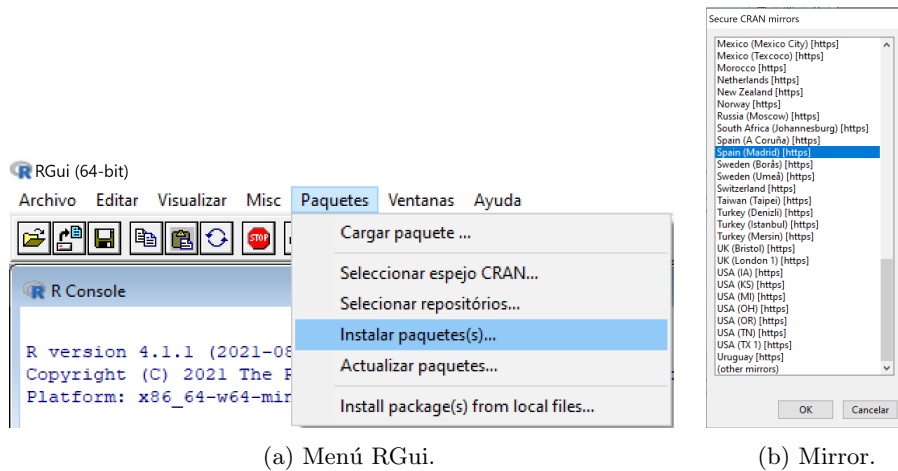 RGui (64-bit)
Archivo Editar Visualizar Misc Paquetes Ventanas Ayuda
STOP
Cargar paquete ...
Seleccionar espejo CRAN...
Selecionar repositórios...
Instalar paquetes(s)...
Actualizar paquetes...
Install package(s) from local files...
R Console
R version 4.1.1 (2021-08
Copyright (C) 2021 The R
Platform: x86_64-w64-min
(a) Menú RGui.
Secure CRAN mirrors
Mexico (Mexico City) [https]
Mexico (Texcoco) [https]
Morocco [https]
Netherlands [https]
New Zealand [https]
Norway [https]
Russia (Moscow) [https]
South Africa (Johannesburg) [https]
Spain (A Coruña) [https]
Spain (Madrid) [https]
Sweden (Borås) [https]
Sweden (Umeå) [https]
Switzerland [https]
Taiwan (Taipei) [https]
Turkey (Denizli) [https]
Turkey (Istanbul) [https]
Turkey (Mersin) [https]
UK (Bristol) [https]
UK (London 1) [https]
USA (IA) [https]
USA (KS) [https]
USA (MI) [https]
USA (OH) [https]
USA (OR) [https]
USA (TN) [https]
USA (TX 1) [https]
Uruguay [https]
(other mirrors)
OK Cancelar
(b) Mirror.